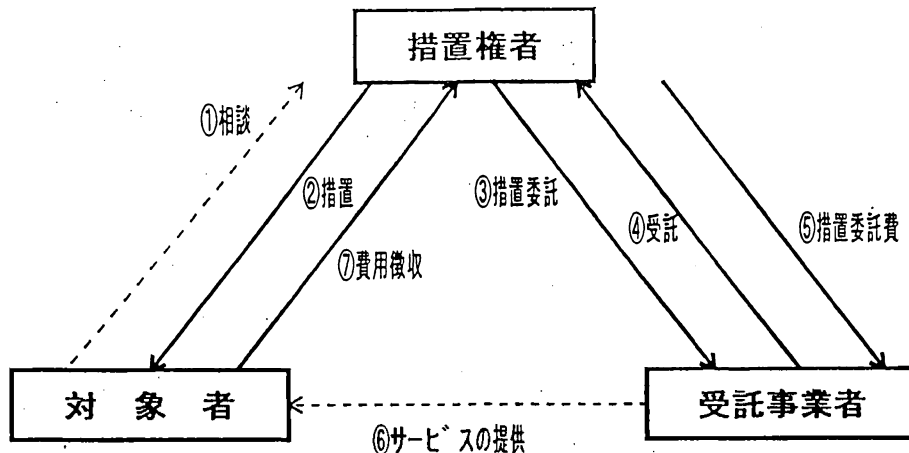 措置権者
①相談
②措置
③措置委託
④受託
⑤措置委託費
⑦費用徴収
対象者
受託事業者
⑥サービスの提供